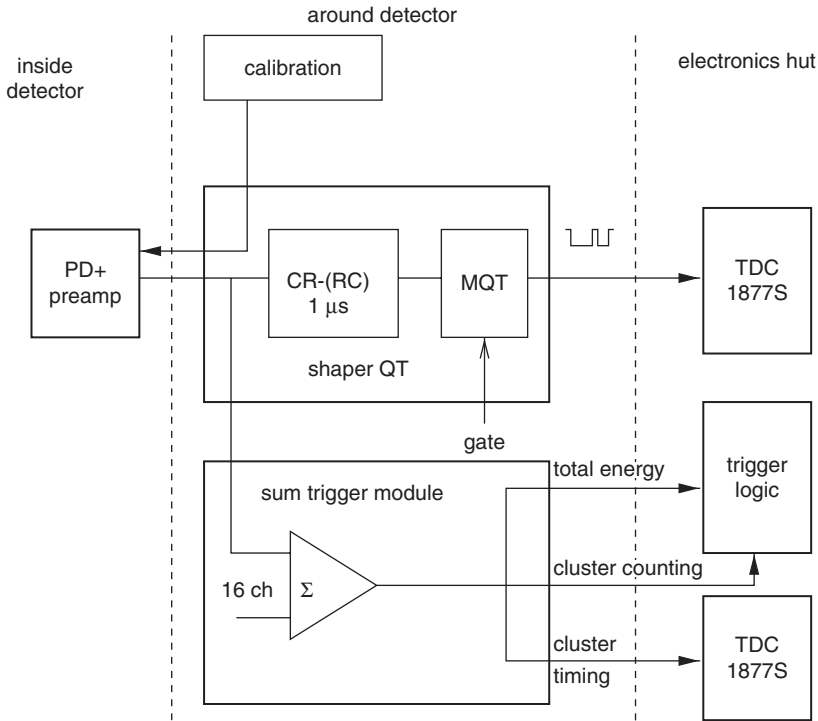 around detector
inside
detector
electronics hut
calibration
PD+
preamp
CR-(RC)
1 μs
MQT
shaper QT
TDC
1877S
gate
sum trigger module
total energy
trigger
logic
16 ch
Σ
cluster counting
cluster
timing
TDC
1877S